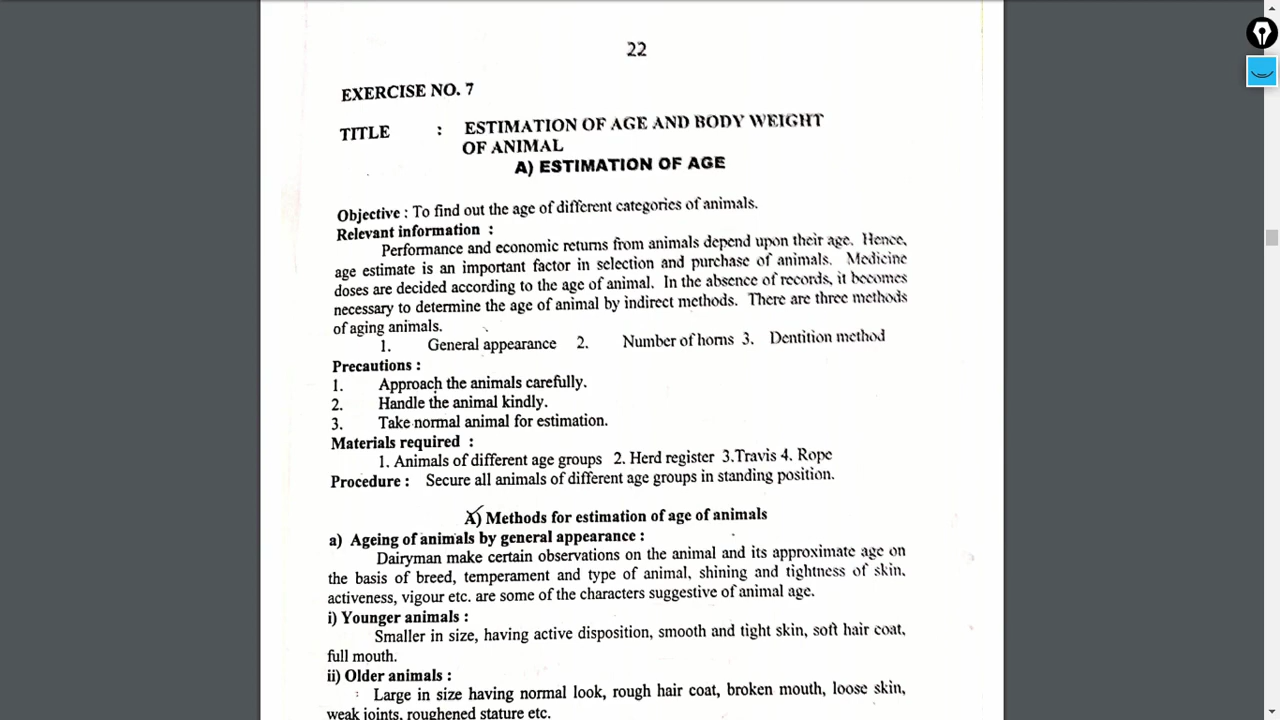 22
EXERCISE NO. 7
TITLE : ESTIMATION OF AGE AND BODY WEIGHT
OF ANIMAL
A) ESTIMATION OF AGE
Objective : To find out the age of different categories of animals.
Relevant information :
Performance and economic returns from animals depend upon their age. Hence,
age estimate is an important factor in selection and purchase of animals. Medicine
doses are decided according to the age of animal. In the absence of records, it becomes
necessary to determine the age of animal by indirect methods. There are three methods
of aging animals.
1. General appearance 2. Number of horns 3. Dentition method
Precautions :
1. Approach the animals carefully.
2. Handle the animal kindly.
3. Take normal animal for estimation.
Materials required :
1. Animals of different age groups 2. Herd register 3.Travis 4. Rope
Procedure : Secure all animals of different age groups in standing position.
A) Methods for estimation of age of animals
a) Ageing of animals by general appearance :
Dairyman make certain observations on the animal and its approximate age on
the basis of breed, temperament and type of animal, shining and tightness of skin,
activeness, vigour etc. are some of the characters suggestive of animal age.
i) Younger animals :
Smaller in size, having active disposition, smooth and tight skin, soft hair coat,
full mouth.
ii) Older animals :
Large in size having normal look, rough hair coat, broken mouth, loose skin,
weak joints, roughened stature etc.